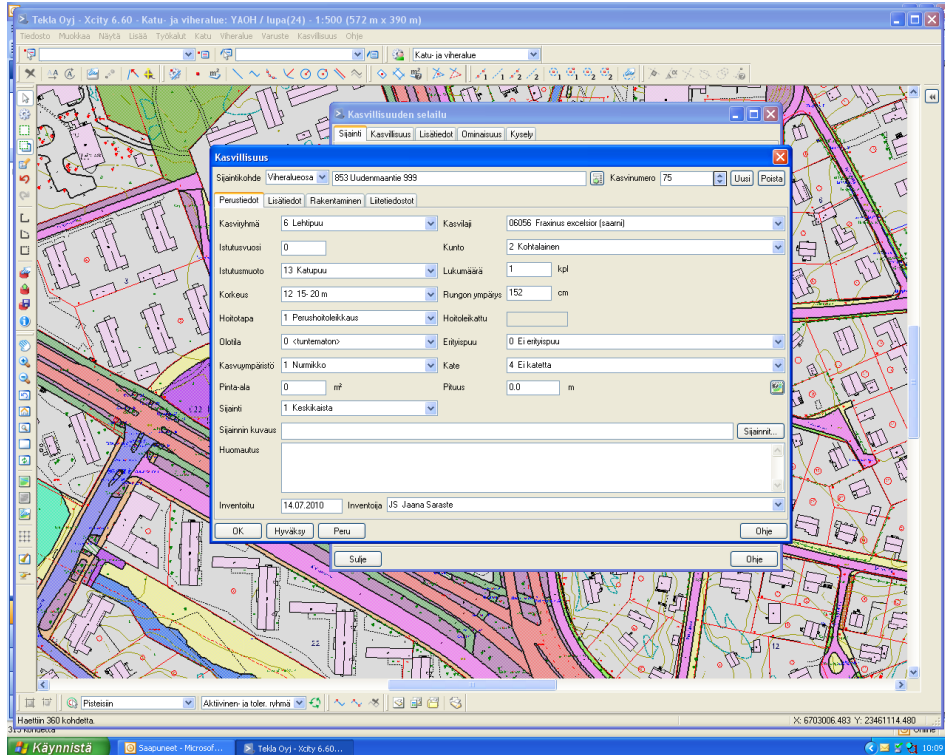 Tekla Oyj - Xcity 6.60 - Katu- ja viheralue: YAOH / lupa(24) - 1:500 (572 m x 390 m)
Tiedosto Muokkaa Näytä Lisää Työkalut Katu Viheralue Varuste Kasvillisuus Ohje
Katu- ja viheralue
Kasvillisuuden selailu
Sijainti Kasvillisuus Lisätiedot Ominaisuus Kysely
Kasvillisuus
Sijaintikohde Viheralueosa 853 Uudenmaantie 999 Kasvinumero 75 Uusi Poista
Perustiedot Lisätiedot Rakentaminen Liitetiedostot
Kasviryhmä 6 Lehtipuu Kasvilaji 06056 Fraxinus excelsior (saarni)
Istutusvuosi 0 Kunto 2 Kohtalainen
Istutusmuoto 13 Katupuu Lukumäärä 1 kpl
Korkeus 12 15- 20 m Rungon ympärys 152 cm
Hoitotapa 1 Perushoitoleikkaus Hoitoleikattu
Olotila 0 <tuntematon> Erityispuu 0 Ei erityispuu
Kasvuympäristö 1 Nurmikko Kate 4 Ei katetta
Pinta-ala 0 m² Pituus 0.0 m
Sijainti 1 Keskikaista
Sijainnin kuvaus Sijainnit...
Huomautus
Inventoitu 14.07.2010 Inventoija JS Jaana Saraste
OK Hyväksy Peru Ohje
Sulje Ohje
22
12
Pisteisiin Aktiivinen- ja toler. ryhmä
Haettiin 360 kohdetta. X: 6703006.483 Y: 23461114.480
315 kohdetta Online
Käynnistä Saapuneet - Microsof... Tekla Oyj - Xcity 6.60... 10:09